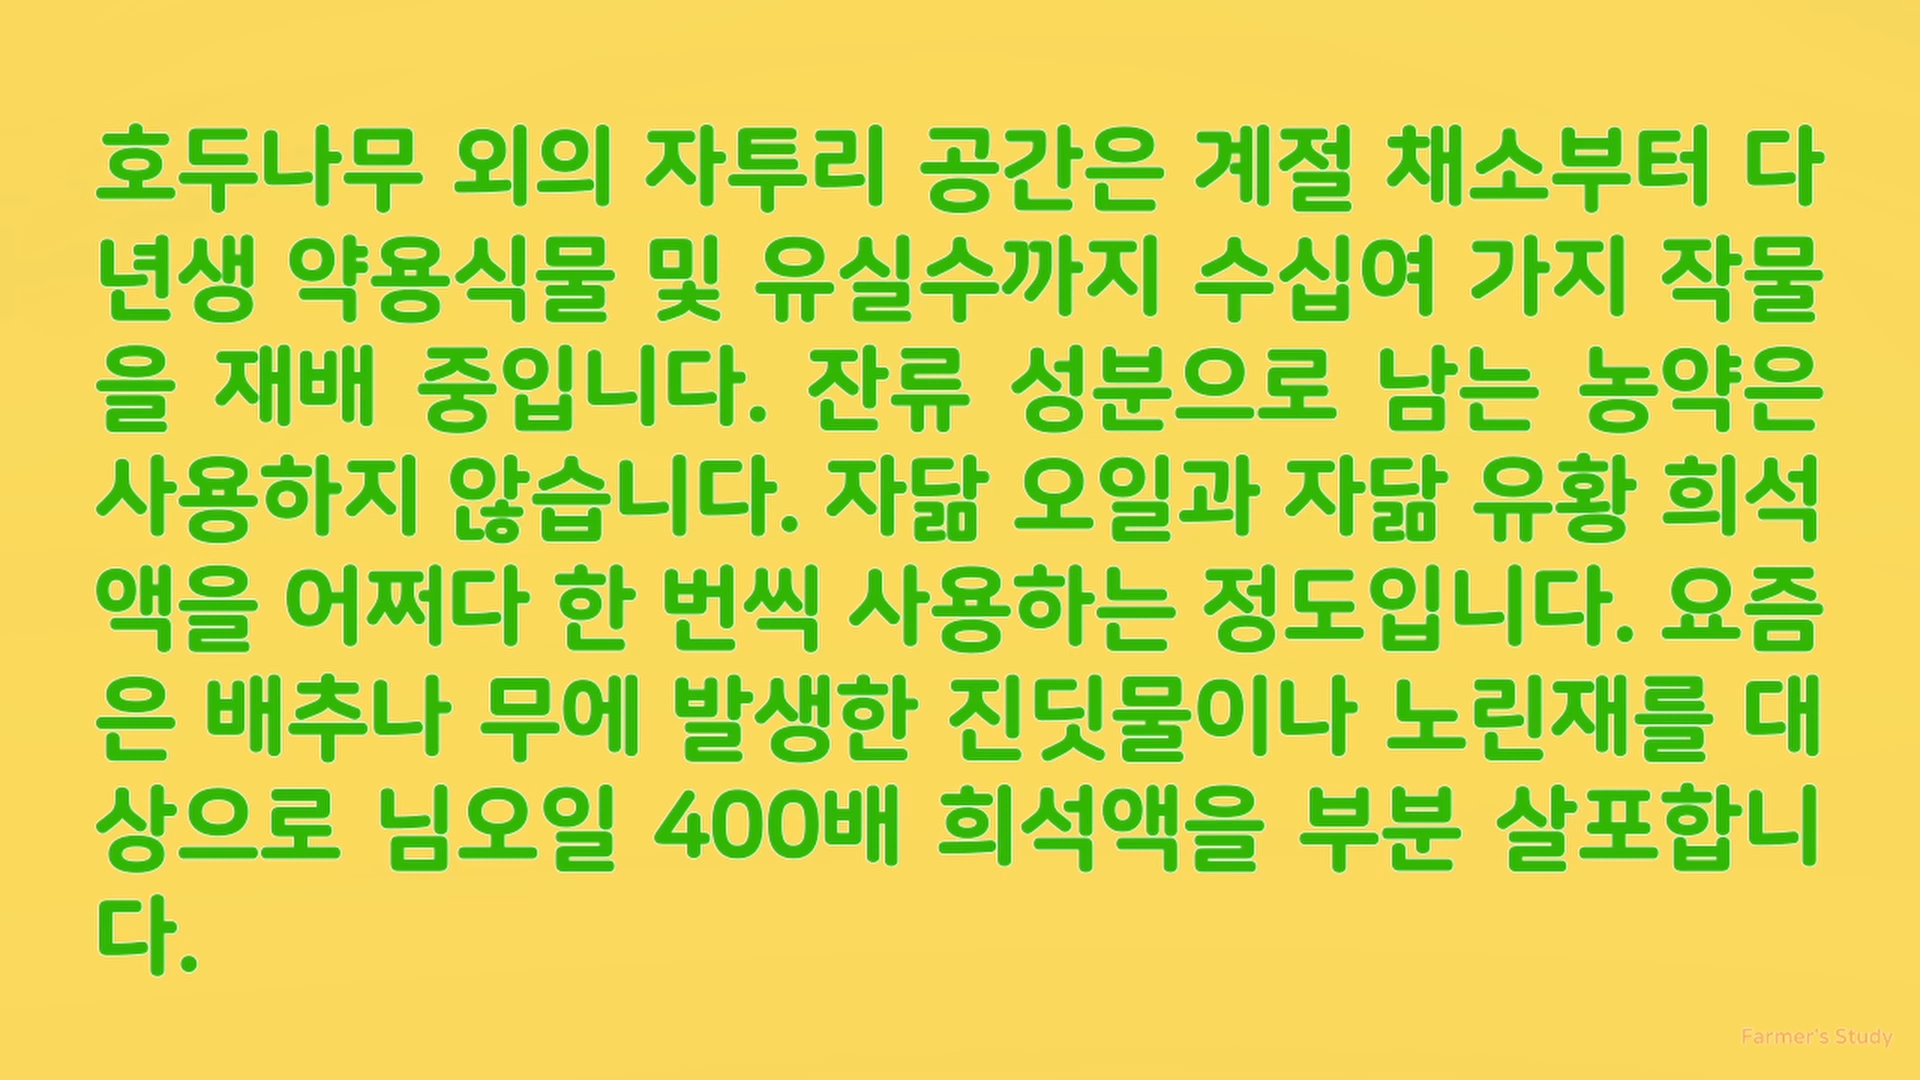 호두나무 외의 자투리 공간은 계절 채소부터 다
년생 약용식물 및 유실수까지 수십여 가지 작물
을 재배 중입니다. 잔류 성분으로 남는 농약은
사용하지 않습니다. 자닮 오일과 자닮 유황 희석
액을 어쩌다 한 번씩 사용하는 정도입니다. 요즘
은 배추나 무에 발생한 진딧물이나 노린재를 대
상으로 님오일 400배 희석액을 부분 살포합니
다.
Farmer's Study